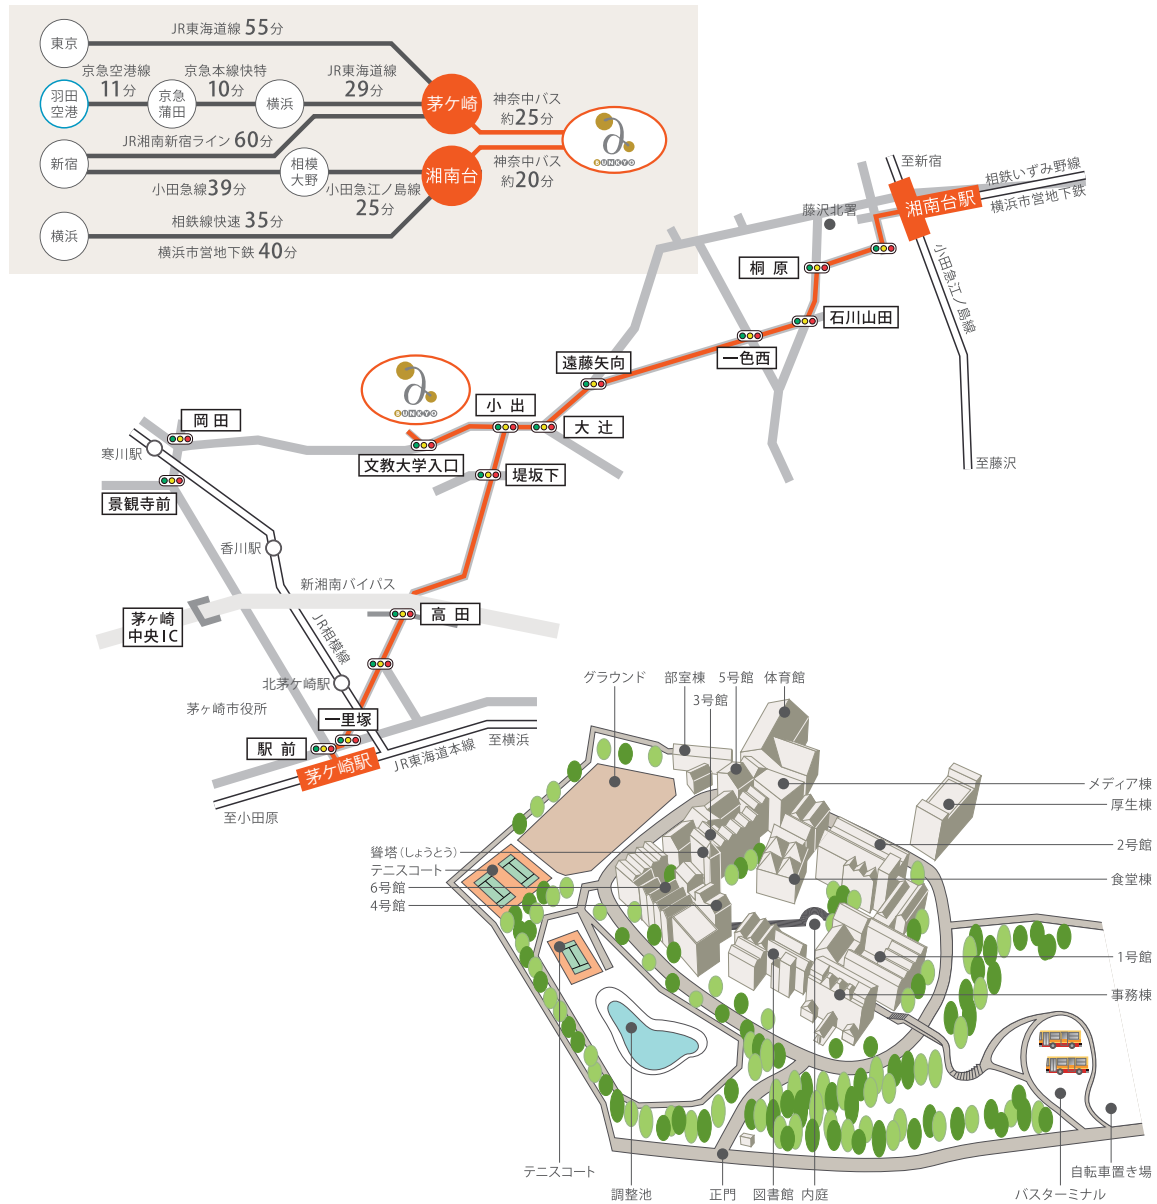 東京
JR東海道線 55分
羽田
空港
京急空港線
11分
京急
蒲田
京急本線快特
10分
横浜
JR東海道線
29分
茅ケ崎
神奈中バス
約25分
BUNKYO
新宿
JR湘南新宿ライン 60分
小田急線39分
相模
大野
小田急江ノ島線
25分
湘南台
神奈中バス
約20分
横浜
相鉄線快速 35分
横浜市営地下鉄 40分
至新宿
相鉄いずみ野線
湘南台駅
横浜市営地下鉄
藤沢北署
桐原
小田急江ノ島線
石川山田
一色西
遠藤矢向
BUNKYO
小出
大辻
岡田
寒川駅
文教大学入口
堤坂下
至藤沢
景観寺前
香川駅
新湘南バイパス
茅ヶ崎
中央IC
高田
JR相模線
北茅ケ崎駅
茅ヶ崎市役所
一里塚
駅前
至横浜
JR東海道本線
茅ケ崎駅
至小田原
グラウンド
部室棟
5号館
体育館
3号館
メディア棟
厚生棟
2号館
聳塔(しょうとう)
テニスコート
食堂棟
6号館
4号館
1号館
事務棟
テニスコート
調整池
正門
図書館
内庭
バスターミナル
自転車置き場